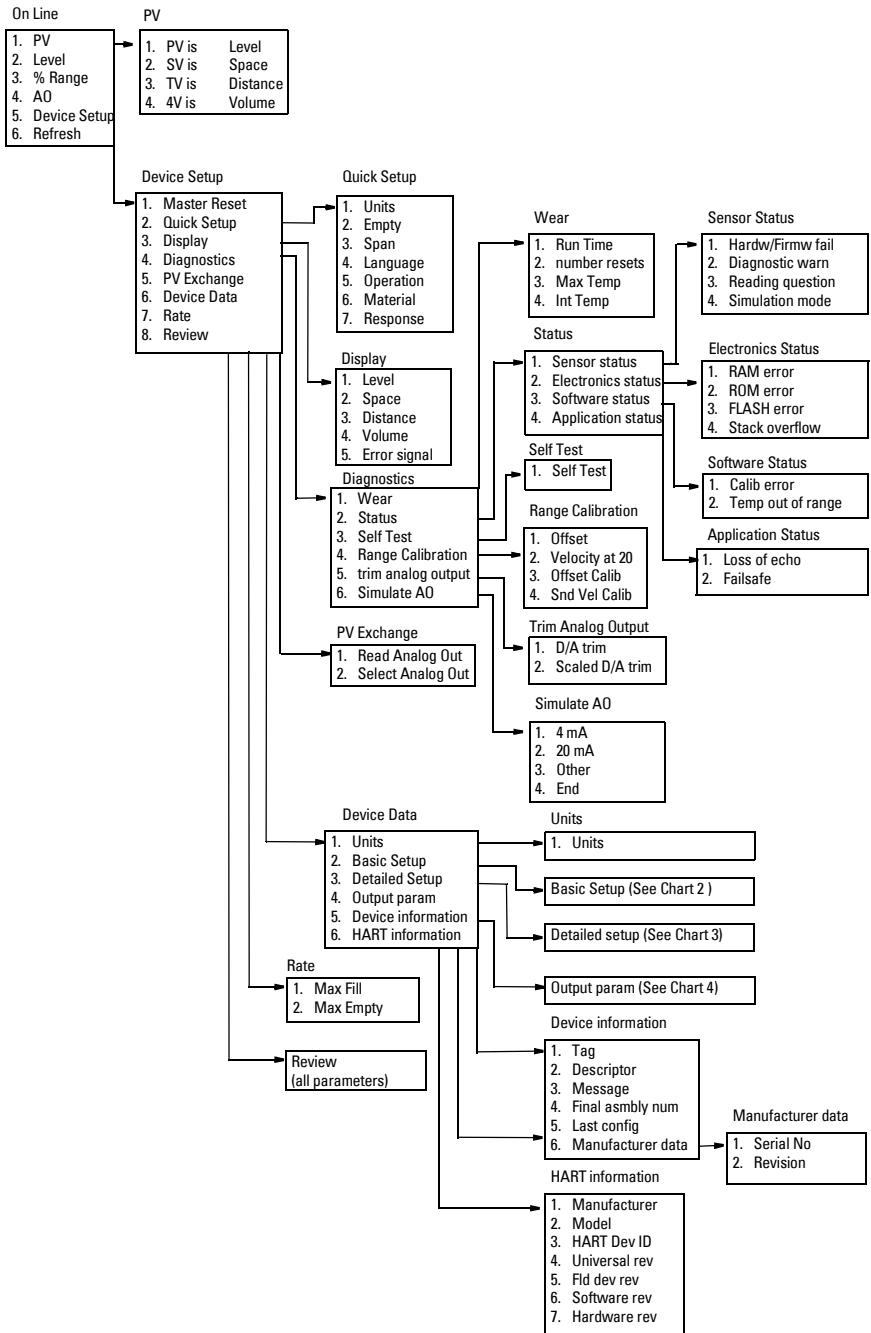 On Line
1. PV
2. Level
3. % Range
4. AO
5. Device Setup
6. Refresh
PV
1. PV is Level
2. SV is Space
3. TV is Distance
4. 4V is Volume
Device Setup
1. Master Reset
2. Quick Setup
3. Display
4. Diagnostics
5. PV Exchange
6. Device Data
7. Rate
8. Review
Quick Setup
1. Units
2. Empty
3. Span
4. Language
5. Operation
6. Material
7. Response
Display
1. Level
2. Space
3. Distance
4. Volume
5. Error signal
Diagnostics
1. Wear
2. Status
3. Self Test
4. Range Calibration
5. trim analog output
6. Simulate AO
PV Exchange
1. Read Analog Out
2. Select Analog Out
Wear
1. Run Time
2. number resets
3. Max Temp
4. Int Temp
Status
1. Sensor status
2. Electronics status
3. Software status
4. Application status
Self Test
1. Self Test
Range Calibration
1. Offset
2. Velocity at 20
3. Offset Calib
4. Snd Vel Calib
Trim Analog Output
1. D/A trim
2. Scaled D/A trim
Simulate AO
1. 4 mA
2. 20 mA
3. Other
4. End
Sensor Status
1. Hardw/Firmw fail
2. Diagnostic warn
3. Reading question
4. Simulation mode
Electronics Status
1. RAM error
2. ROM error
3. FLASH error
4. Stack overflow
Software Status
1. Calib error
2. Temp out of range
Application Status
1. Loss of echo
2. Failsafe
Device Data
1. Units
2. Basic Setup
3. Detailed Setup
4. Output param
5. Device information
6. HART information
Rate
1. Max Fill
2. Max Empty
Review
(all parameters)
Units
1. Units
Basic Setup (See Chart 2 )
Detailed setup (See Chart 3)
Output param (See Chart 4)
Device information
1. Tag
2. Descriptor
3. Message
4. Final asmbly num
5. Last config
6. Manufacturer data
Manufacturer data
1. Serial No
2. Revision
HART information
1. Manufacturer
2. Model
3. HART Dev ID
4. Universal rev
5. Fld dev rev
6. Software rev
7. Hardware rev